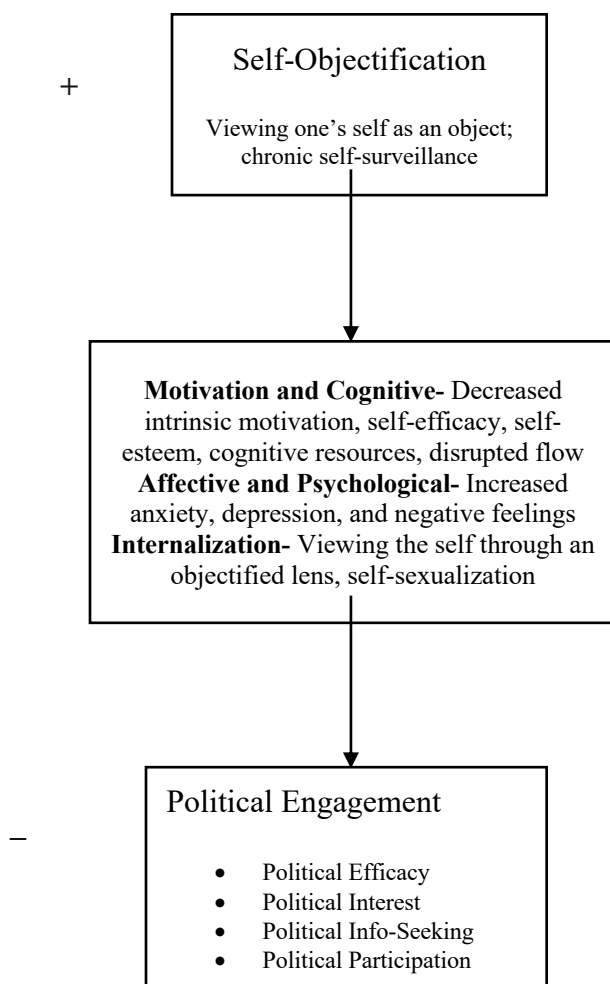 Self-Objectification
+
Viewing one’s self as an object;
chronic self-surveillance
Motivation and Cognitive- Decreased
intrinsic motivation, self-efficacy, self-
esteem, cognitive resources, disrupted flow
Affective and Psychological- Increased
anxiety, depression, and negative feelings
Internalization- Viewing the self through an
objectified lens, self-sexualization
Political Engagement
–
• Political Efficacy
• Political Interest
• Political Info-Seeking
• Political Participation